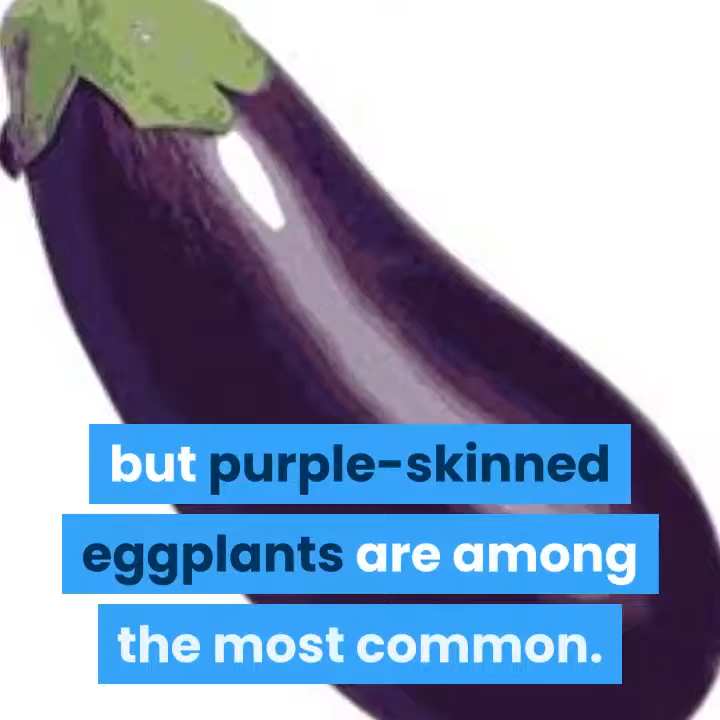 but purple-skinned
eggplants are among
the most common.